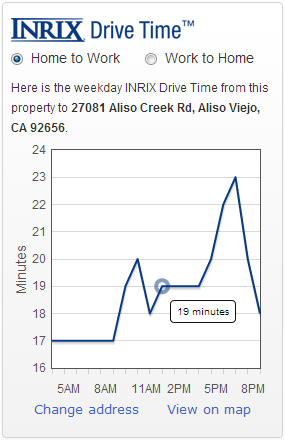 INRIX Drive Time™
Home to Work Work to Home
Here is the weekday INRIX Drive Time from this
property to 27081 Aliso Creek Rd, Aliso Viejo,
CA 92656.
24
23
22
21
20
19
18
17
16
Minutes
19 minutes
5AM 8AM 11AM 2PM 5PM 8PM
Change address View on map